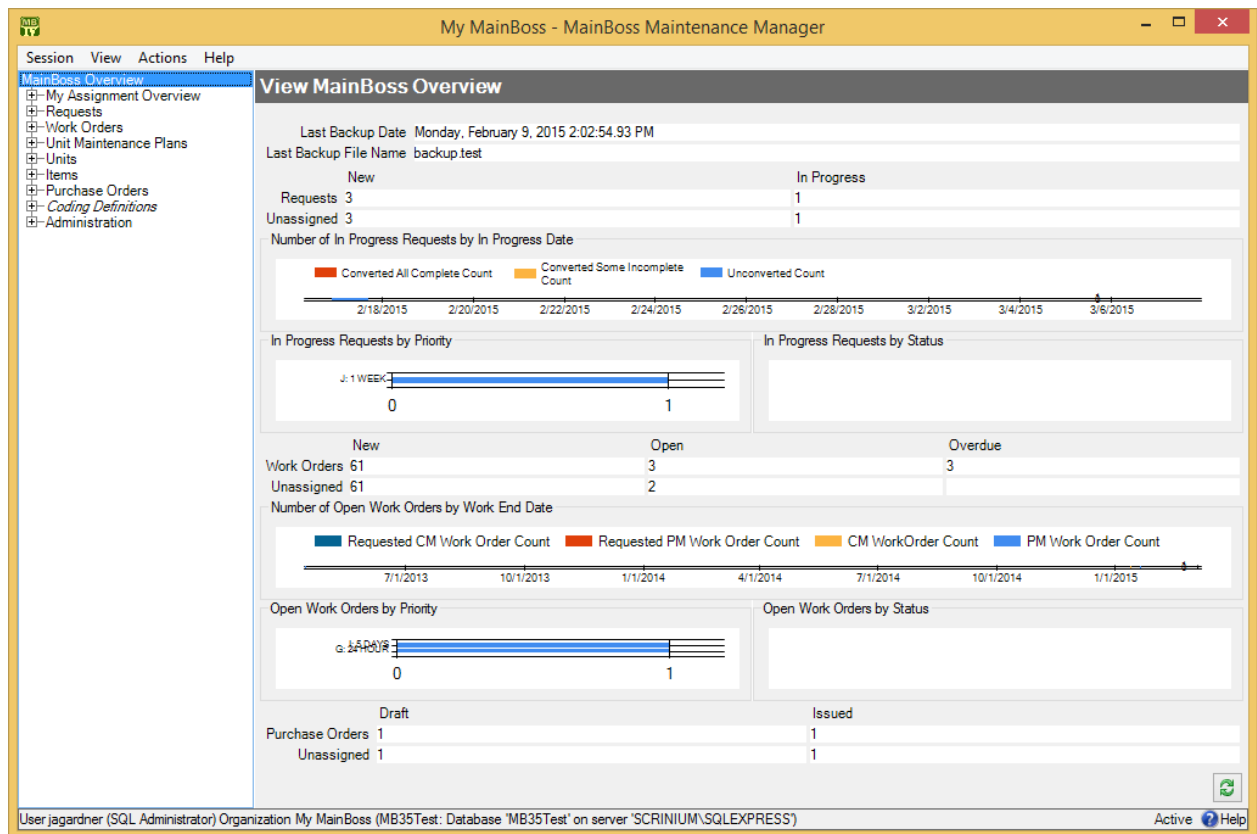 MB
My MainBoss - MainBoss Maintenance Manager
Session View Actions Help
MainBoss Overview
My Assignment Overview
Requests
Work Orders
Unit Maintenance Plans
Units
Items
Purchase Orders
Coding Definitions
Administration
View MainBoss Overview
Last Backup Date Monday, February 9, 2015 2:02:54.93 PM
Last Backup File Name backup.test
New In Progress
Requests 3 1
Unassigned 3 1
Number of In Progress Requests by In Progress Date
Converted All Complete Count Converted Some Incomplete Count Unconverted Count
2/18/2015 2/20/2015 2/22/2015 2/24/2015 2/26/2015 2/28/2015 3/2/2015 3/4/2015 3/6/2015
In Progress Requests by Priority In Progress Requests by Status
J: 1 WEEK
0 1
New Open Overdue
Work Orders 61 3 3
Unassigned 61 2
Number of Open Work Orders by Work End Date
Requested CM Work Order Count Requested PM Work Order Count CM WorkOrder Count PM Work Order Count
7/1/2013 10/1/2013 1/1/2014 4/1/2014 7/1/2014 10/1/2014 1/1/2015
Open Work Orders by Priority Open Work Orders by Status
5 DAYS
G: 24 HOUR
0 1
Draft Issued
Purchase Orders 1 1
Unassigned 1 1
User jagardner (SQL Administrator) Organization My MainBoss (MB35Test: Database 'MB35Test' on server 'SCRINIUM\SQLEXPRESS') Active Help